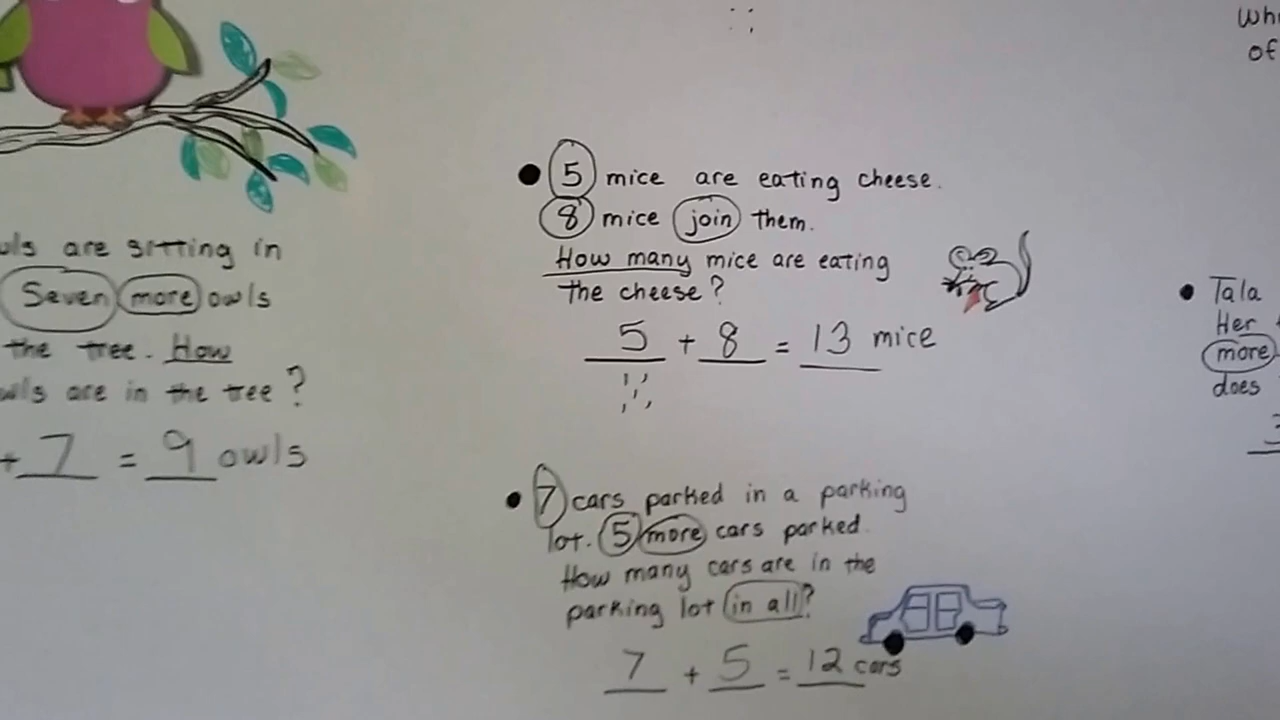 are sitting in
Seven more owls
the tree. How
are in the tree?
+ 7 = 9 owls
● 5 mice are eating cheese.
8 mice join them.
How many mice are eating
the cheese?
5 + 8 = 13 mice
● 7 cars parked in a parking
lot. 5 more cars parked.
How many cars are in the
parking lot in all?
7 + 5 = 12 cars
of
● Tala
Her
more
does